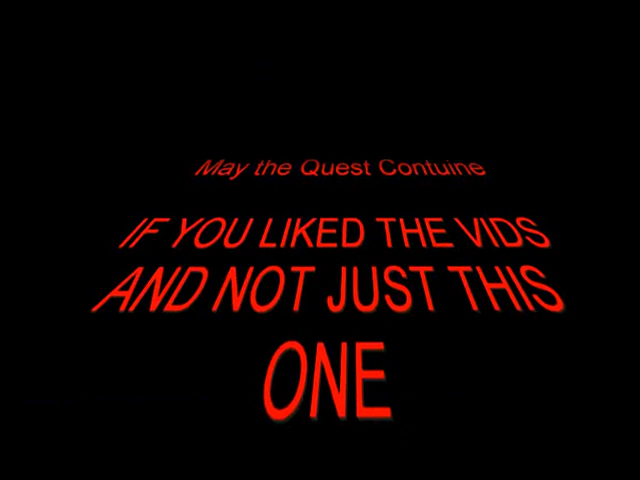 May the Quest Contuine
IF YOU LIKED THE VIDS
AND NOT JUST THIS
ONE